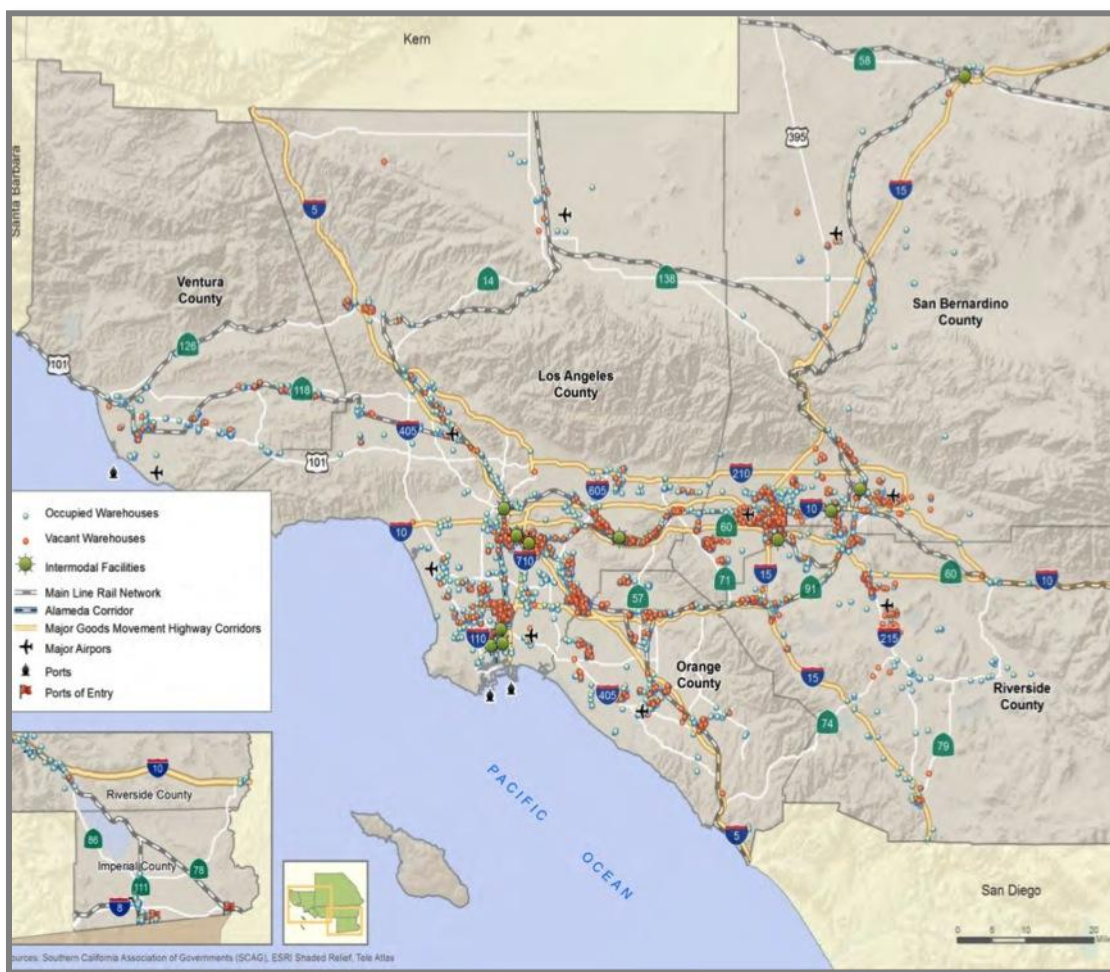 Kern
58
Santa Barbara
395
5
15
Ventura
County
14
138
San Bernardino
County
126
101
Los Angeles
County
118
405
101
210
605
10
10
60
710
71
15
91
60
10
57
110
215
Orange
County
405
15
Riverside
County
74
79
5
PACIFIC
OCEAN
San Diego
0 5 10 20
Occupied Warehouses
Vacant Warehouses
Intermodal Facilities
Main Line Rail Network
Alameda Corridor
Major Goods Movement Highway Corridors
Major Airpors
Ports
Ports of Entry
10
Riverside County
86
Imperial County
78
111
8
ources: Southern California Association of Governments (SCAG), ESRI Shaded Relief, Tele Atlas